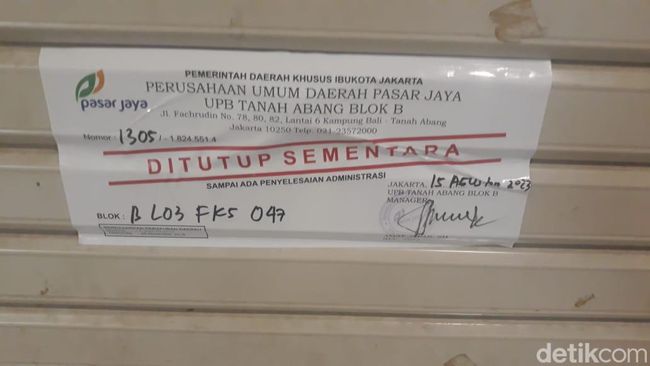 pasar jaya
PEMERINTAH DAERAH KHUSUS IBUKOTA JAKARTA
PERUSAHAAN UMUM DAERAH PASAR JAYA
UPB TANAH ABANG BLOK B
Jl. Fachrudin No. 78, 80, 82, Lantai 6 Kampung Bali - Tanah Abang
Jakarta 10250 Telp. 021-23572000
Nomor : 1305 / - 1.824.551.4
DITUTUP SEMENTARA
SAMPAI ADA PENYELESAIAN ADMINISTRASI
JAKARTA, 15 Agustus 2023
UPB TANAH ABANG BLOK B
MANAGER
BLOK : B L03 FKS 047
detikcom